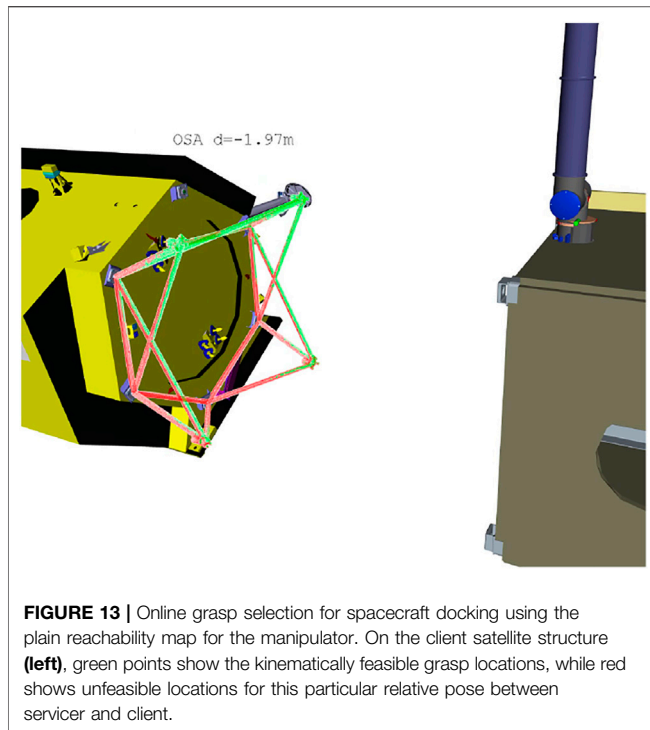 OSA d=-1.97m
FIGURE 13 | Online grasp selection for spacecraft docking using the
plain reachability map for the manipulator. On the client satellite structure
(left), green points show the kinematically feasible grasp locations, while red
shows unfeasible locations for this particular relative pose between
servicer and client.